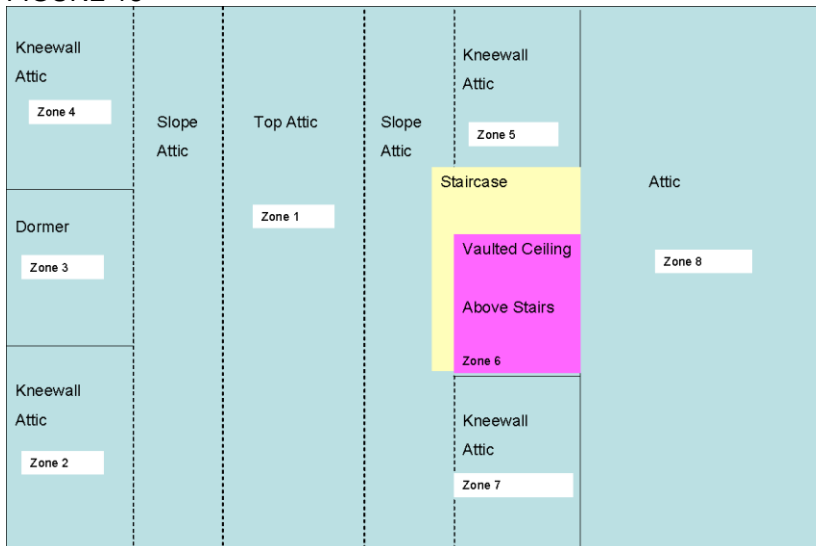 FIGURE
Kneewall
Attic
Zone 4
Slope
Attic
Top Attic
Zone 1
Slope
Attic
Kneewall
Attic
Zone 5
Staircase
Attic
Zone 8
Dormer
Zone 3
Vaulted Ceiling
Above Stairs
Zone 6
Kneewall
Attic
Zone 2
Kneewall
Attic
Zone 7